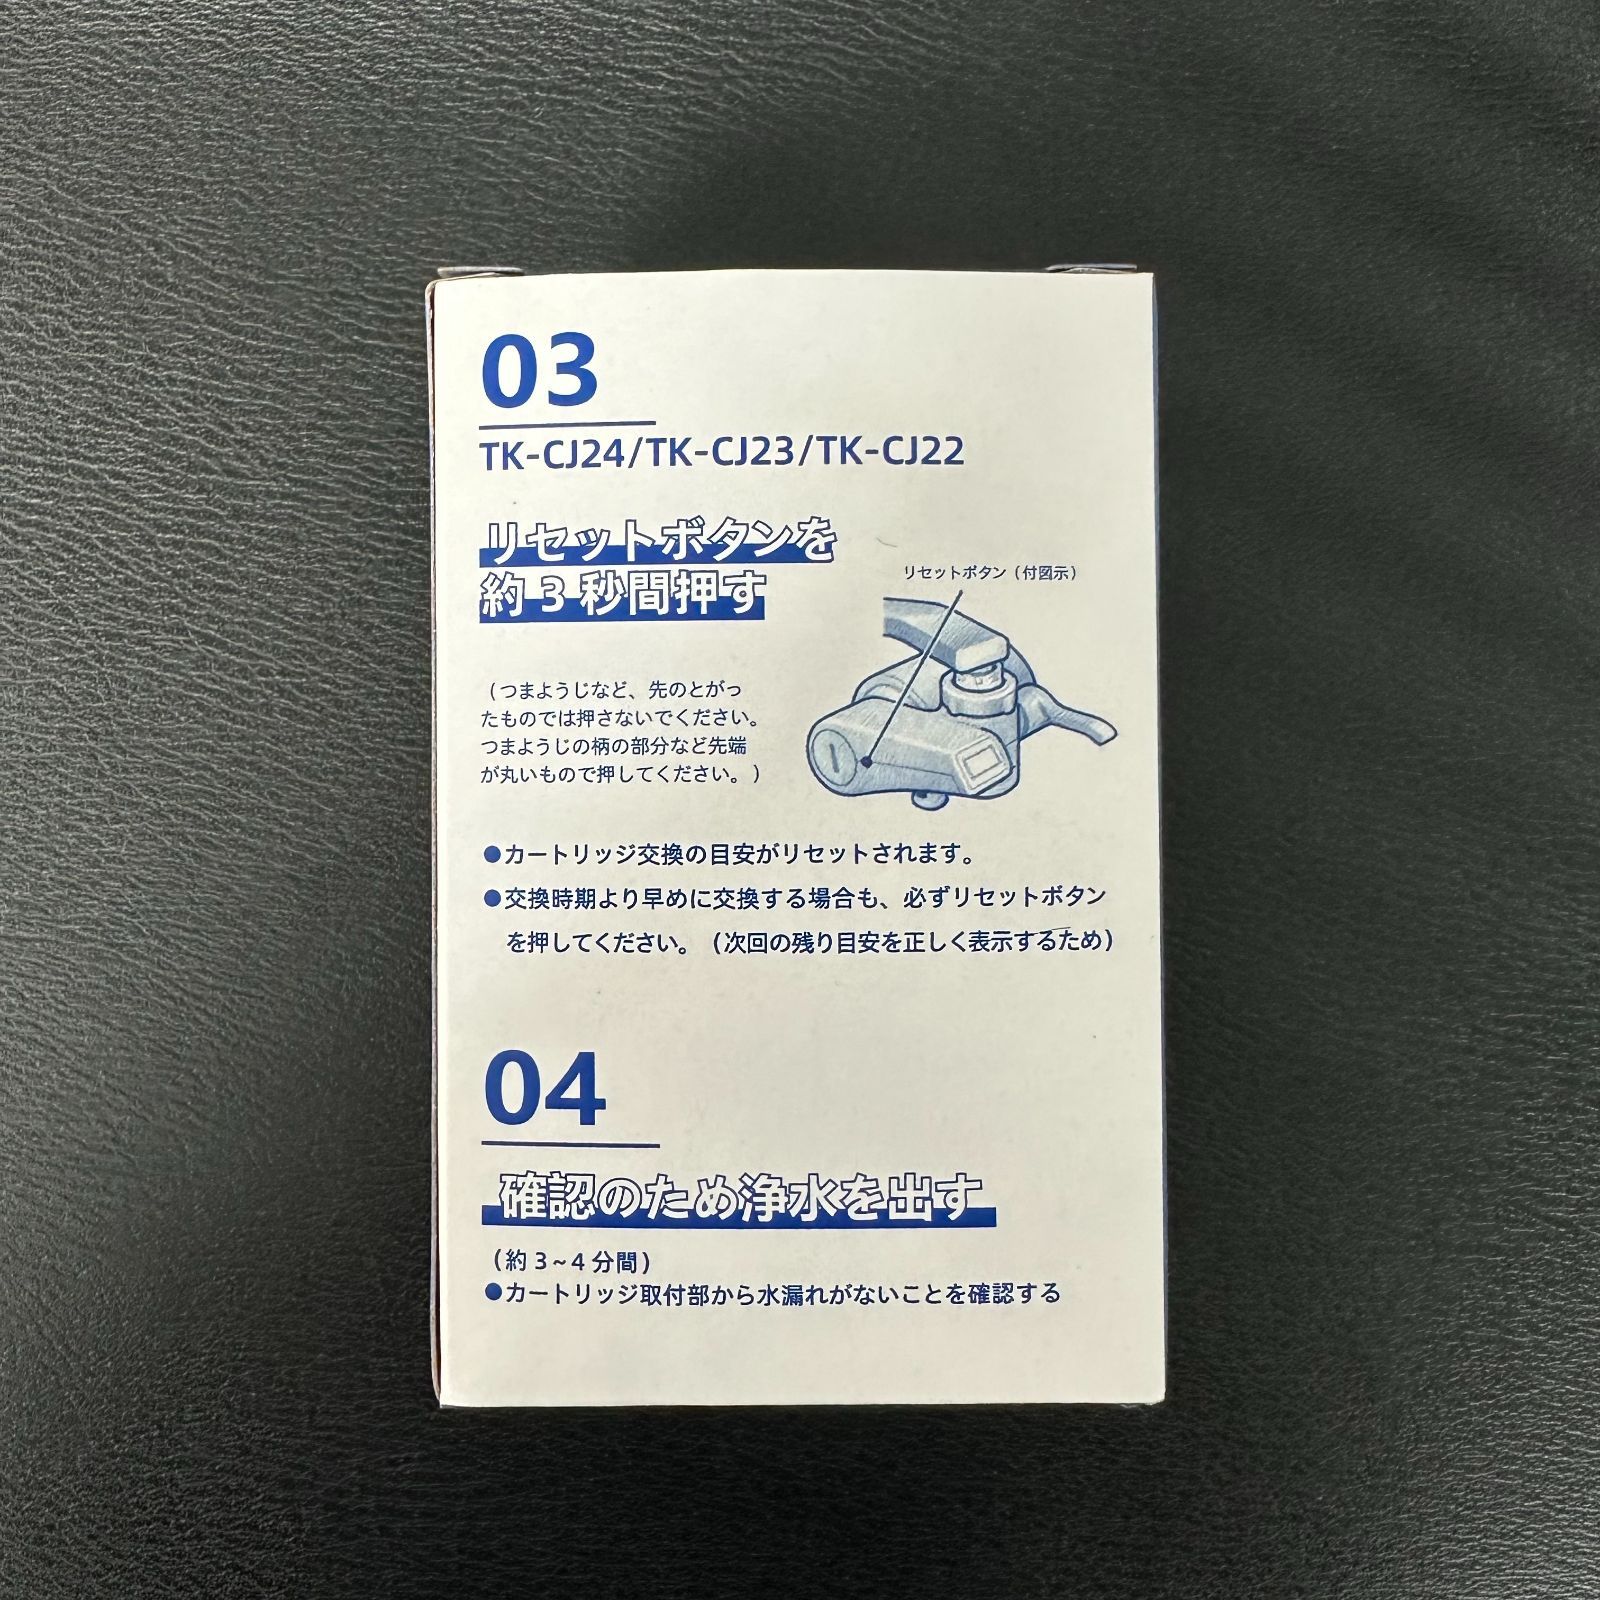 03
TK-CJ24/TK-CJ23/TK-CJ22
リセットボタンを
約3秒間押す
リセットボタン（付図示）
（つまようじなど、先のとがっ
たものでは押さないでください。
つまようじの柄の部分など先端
が丸いもので押してください。）
●カートリッジ交換の目安がリセットされます。
●交換時期より早めに交換する場合も、必ずリセットボタン
を押してください。（次回の残り目安を正しく表示するため）
04
確認のため浄水を出す
（約3~4分間）
●カートリッジ取付部から水漏れがないことを確認する